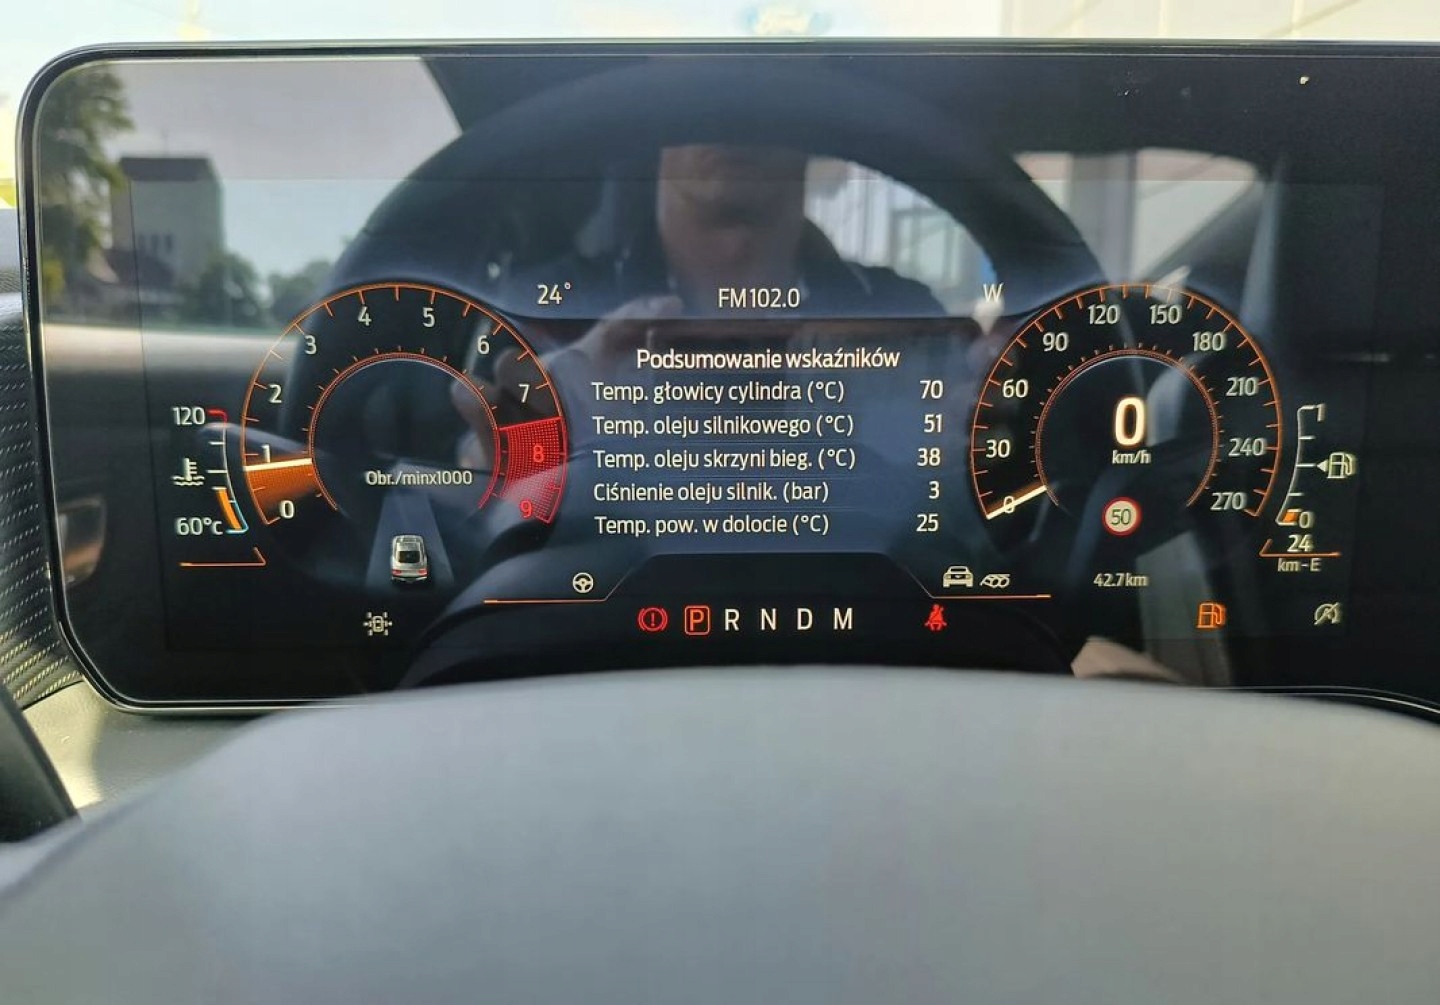 24° FM102.0 W
Podsumowanie wskaźników
Temp. głowicy cylindra (°C) 70
Temp. oleju silnikowego (°C) 51
Temp. oleju skrzyni bieg. (°C) 38
Ciśnienie oleju silnik. (bar) 3
Temp. pow. w dolocie (°C) 25
0
1
2
3
4
5
6
7
8
9
Obr./minx1000
120
60°c
0
30
60
90
120
150
180
210
240
270
0
km/h
50
42.7km
1
0
24
km-E
P R N D M